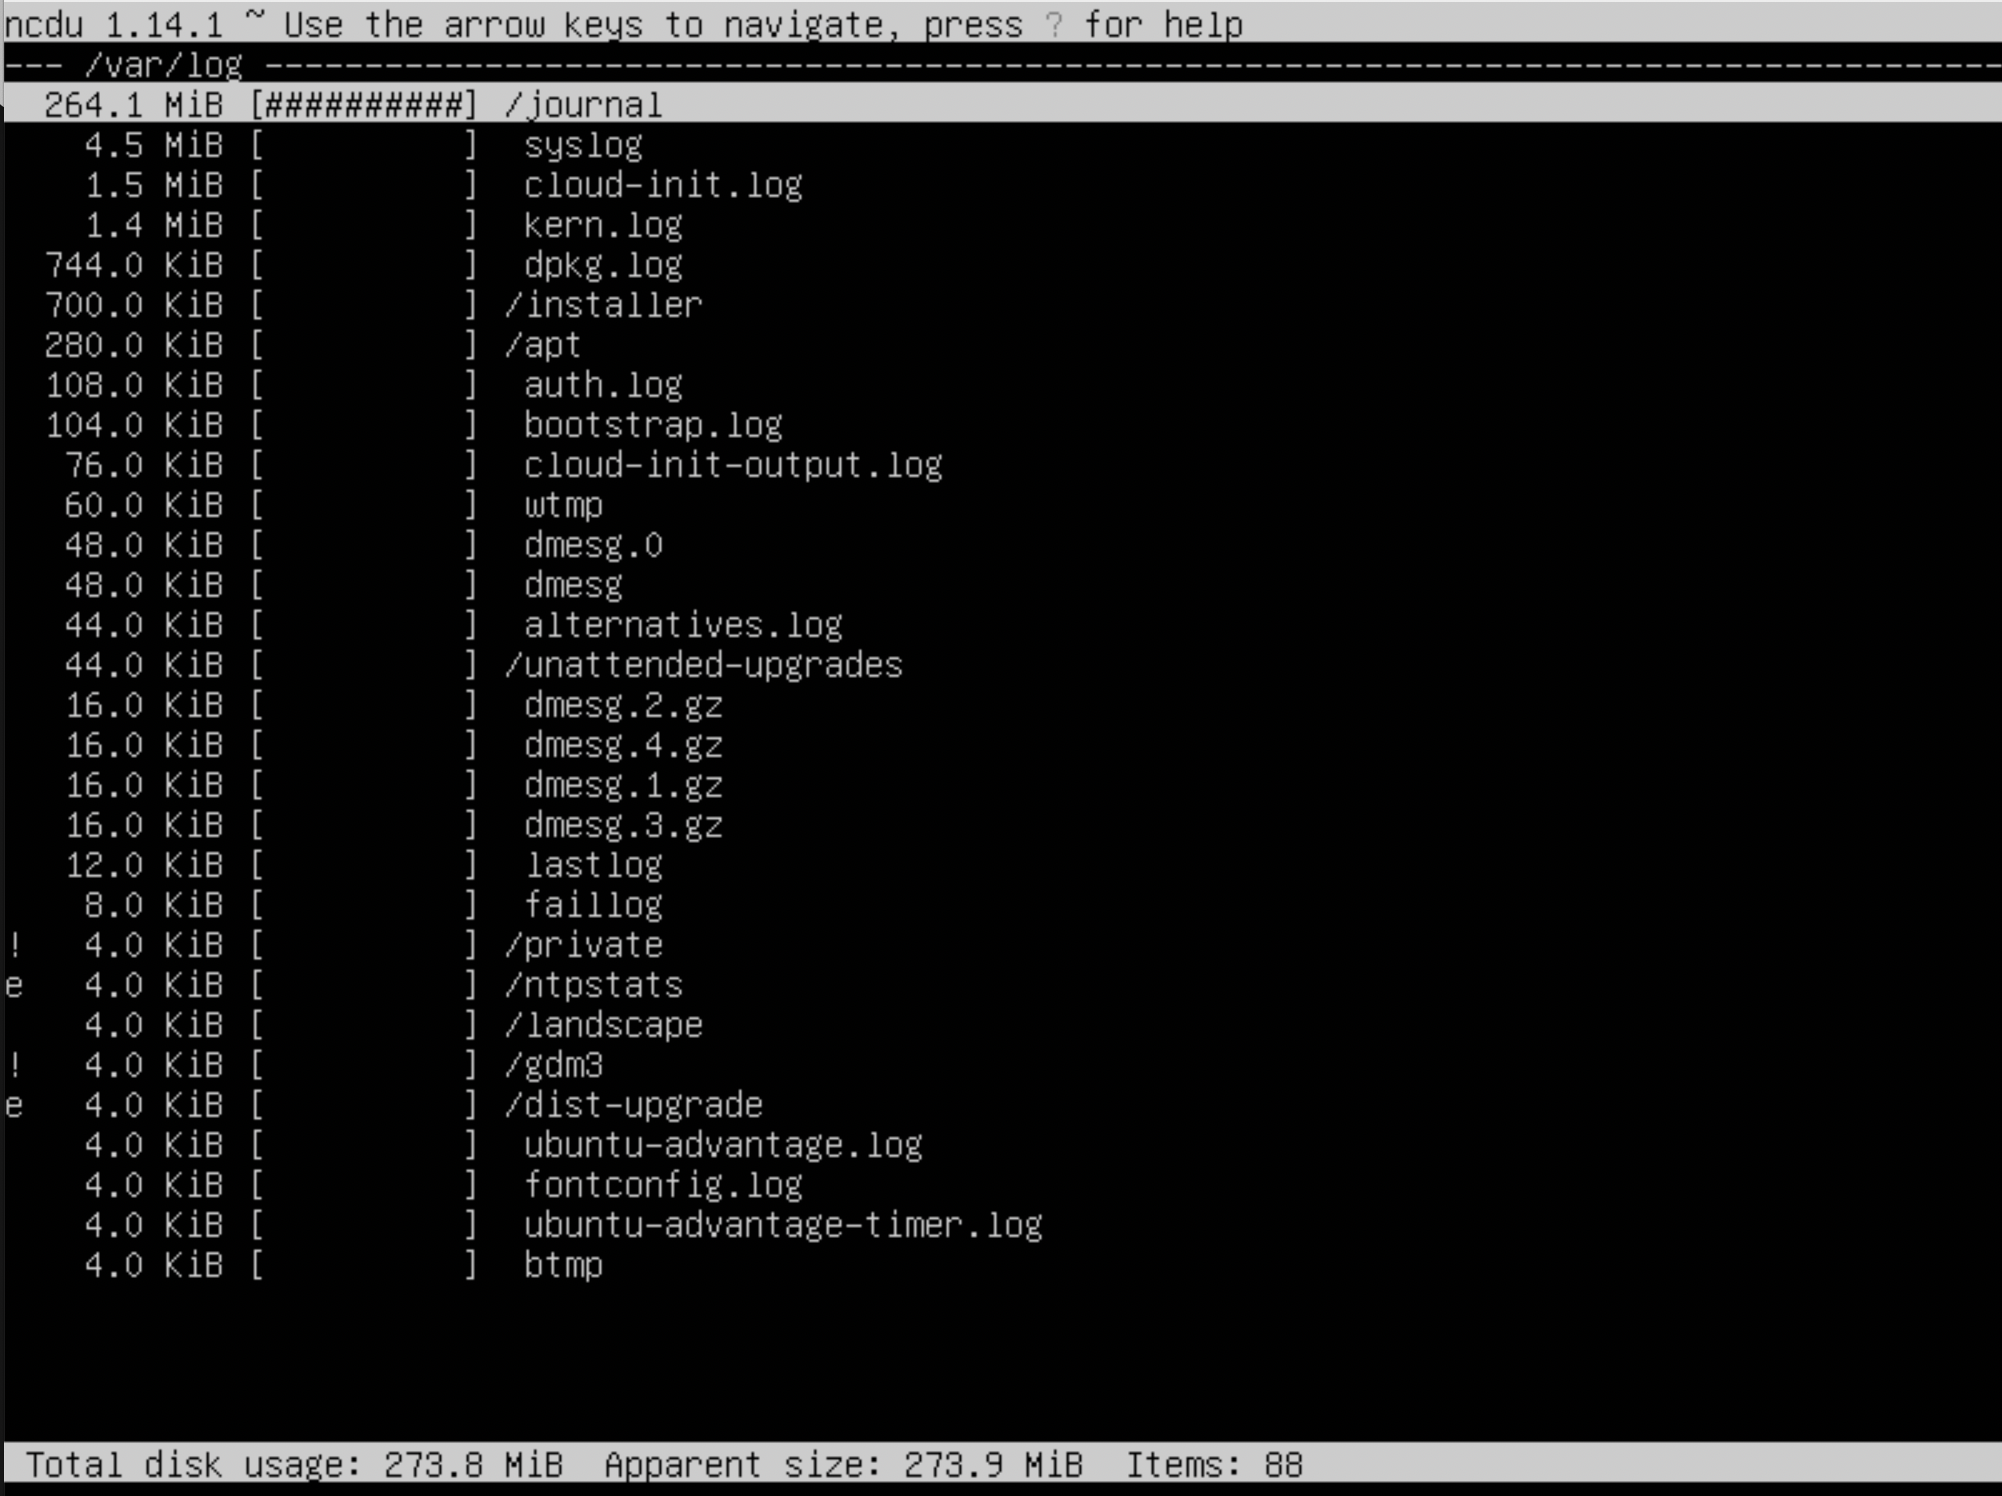 ncdu 1.14.1 ~ Use the arrow keys to navigate, press ? for help
--- /var/log ---------------------------------------------------------------------------------------
  264.1 MiB [##########] /journal
    4.5 MiB [          ]  syslog
    1.5 MiB [          ]  cloud-init.log
    1.4 MiB [          ]  kern.log
  744.0 KiB [          ]  dpkg.log
  700.0 KiB [          ] /installer
  280.0 KiB [          ] /apt
  108.0 KiB [          ]  auth.log
  104.0 KiB [          ]  bootstrap.log
   76.0 KiB [          ]  cloud-init-output.log
   60.0 KiB [          ]  wtmp
   48.0 KiB [          ]  dmesg.0
   48.0 KiB [          ]  dmesg
   44.0 KiB [          ]  alternatives.log
   44.0 KiB [          ] /unattended-upgrades
   16.0 KiB [          ]  dmesg.2.gz
   16.0 KiB [          ]  dmesg.4.gz
   16.0 KiB [          ]  dmesg.1.gz
   16.0 KiB [          ]  dmesg.3.gz
   12.0 KiB [          ]  lastlog
    8.0 KiB [          ]  faillog
!   4.0 KiB [          ] /private
e   4.0 KiB [          ] /ntpstats
    4.0 KiB [          ] /landscape
!   4.0 KiB [          ] /gdm3
e   4.0 KiB [          ] /dist-upgrade
    4.0 KiB [          ]  ubuntu-advantage.log
    4.0 KiB [          ]  fontconfig.log
    4.0 KiB [          ]  ubuntu-advantage-timer.log
    4.0 KiB [          ]  btmp
 Total disk usage: 273.8 MiB  Apparent size: 273.9 MiB  Items: 88